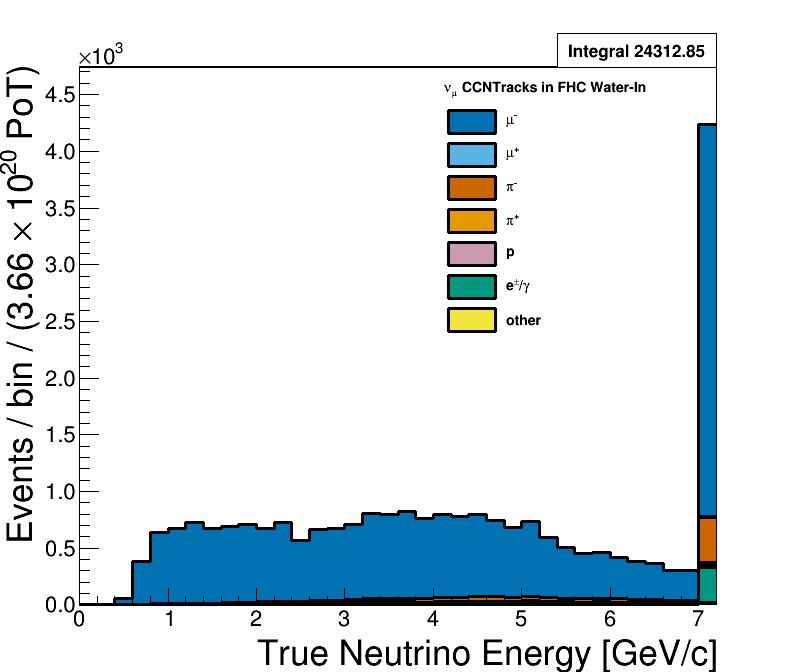 ×10³
Integral 24312.85
ν_μ CCNTracks in FHC Water-In
μ⁻
μ⁺
π⁻
π⁺
p
e±/γ
other
Events / bin / (3.66 × 10²⁰ PoT)
4.5
4.0
3.5
3.0
2.5
2.0
1.5
1.0
0.5
0.0
0 1 2 3 4 5 6 7
True Neutrino Energy [GeV/c]